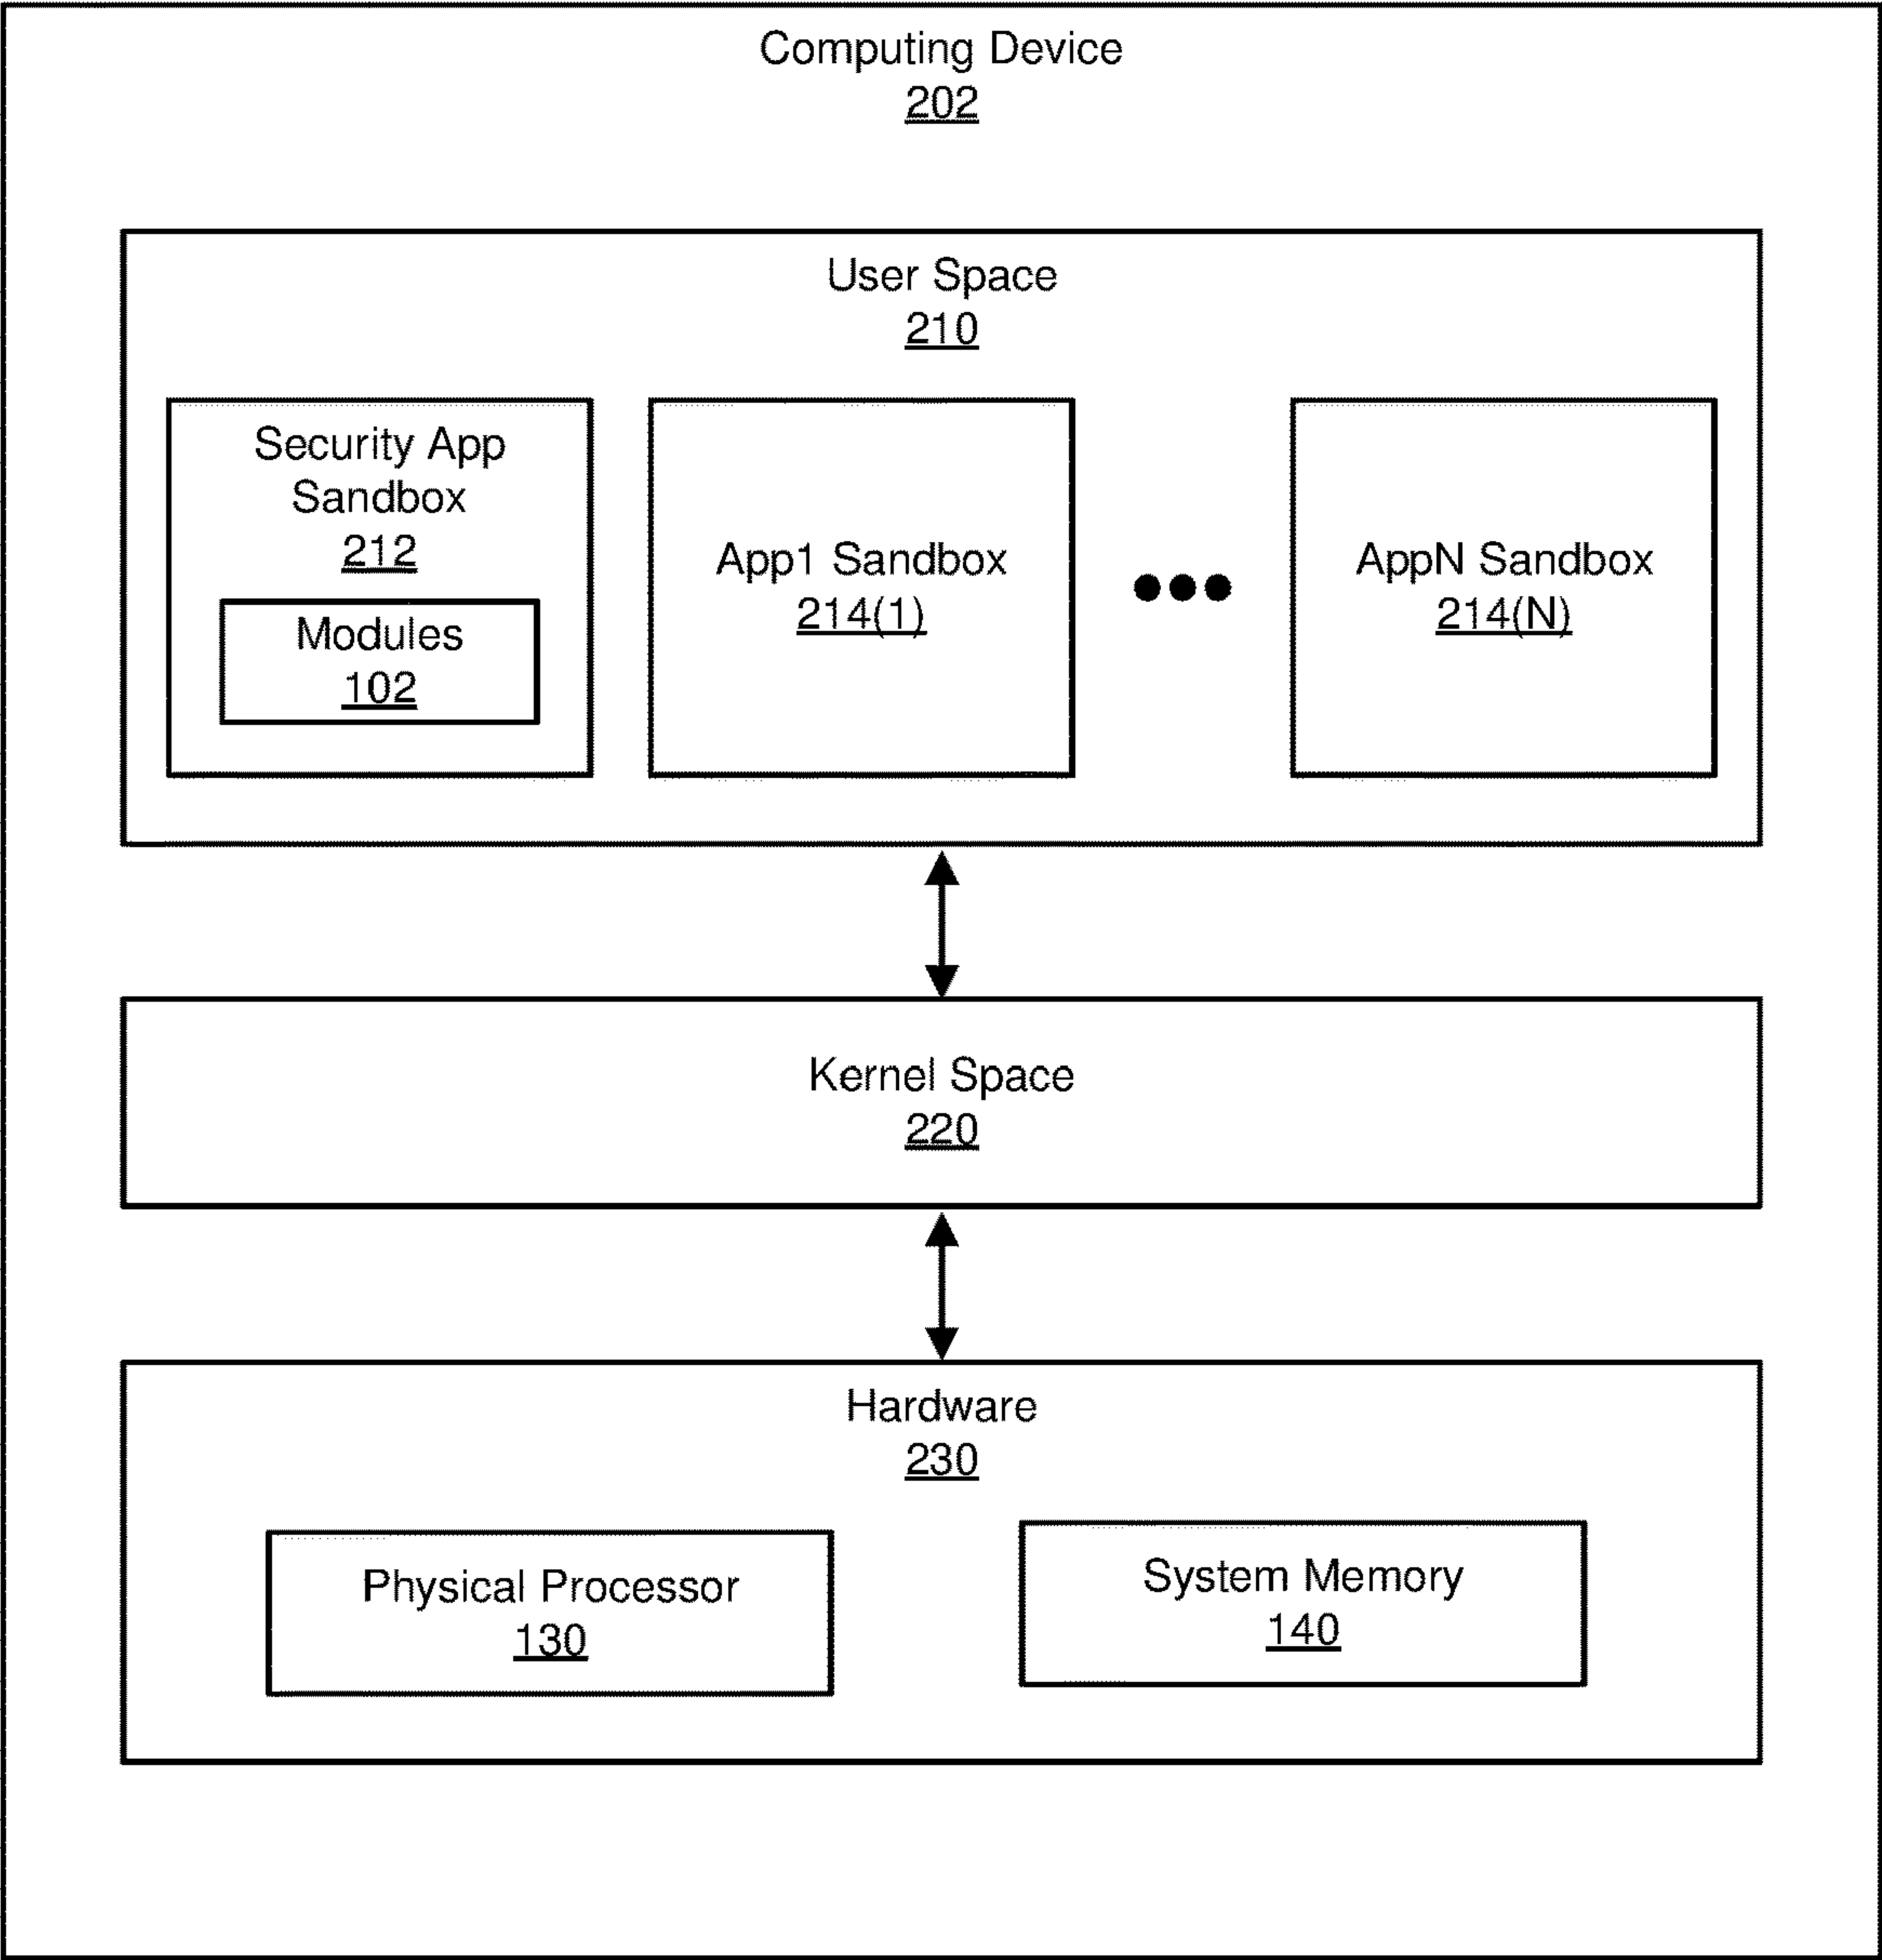 Computing Device
202
User Space
210
Security App
Sandbox
212
Modules
102
App1 Sandbox
214(1)
AppN Sandbox
214(N)
Kernel Space
220
Hardware
230
Physical Processor
130
System Memory
140